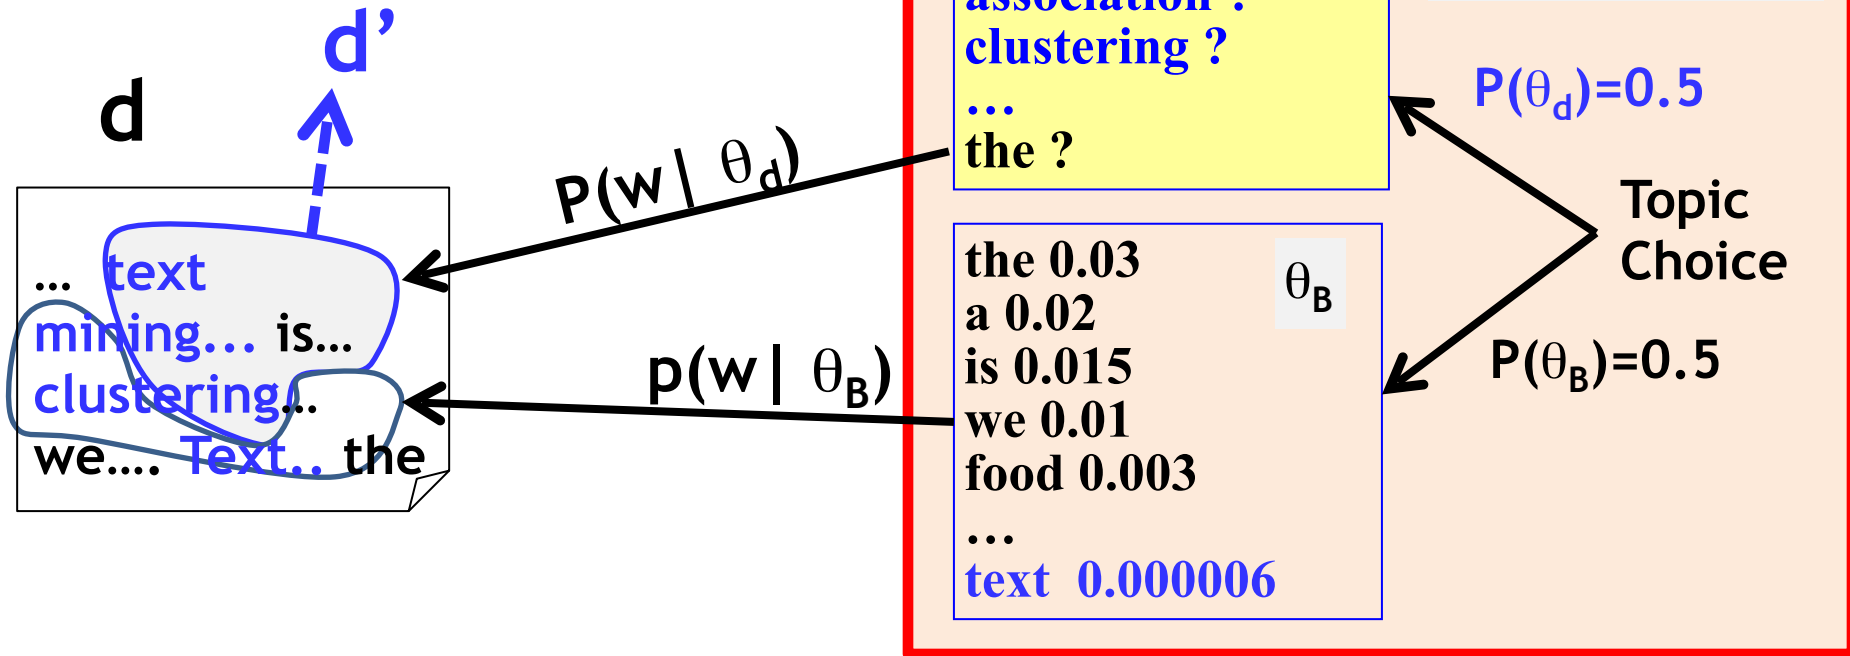 d’
d
… text
mining… is…
clustering…
we…. Text.. the
P(w| θd)
p(w| θB)
association ?
clustering ?
…
the ?
the 0.03
a 0.02
is 0.015
we 0.01
food 0.003
…
text 0.000006
θB
P(θd)=0.5
Topic
Choice
P(θB)=0.5